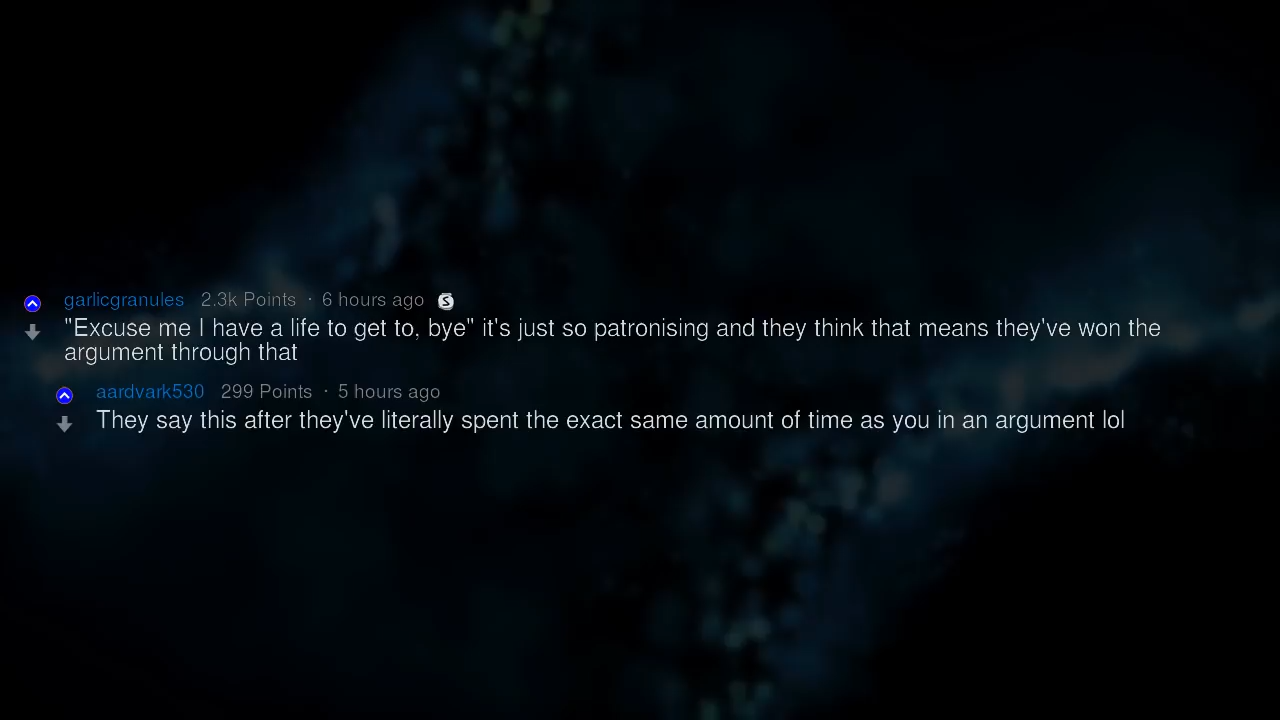 garlicgranules 2.3k Points · 6 hours ago S
"Excuse me I have a life to get to, bye" it's just so patronising and they think that means they've won the
argument through that
aardvark530 299 Points · 5 hours ago
They say this after they've literally spent the exact same amount of time as you in an argument lol